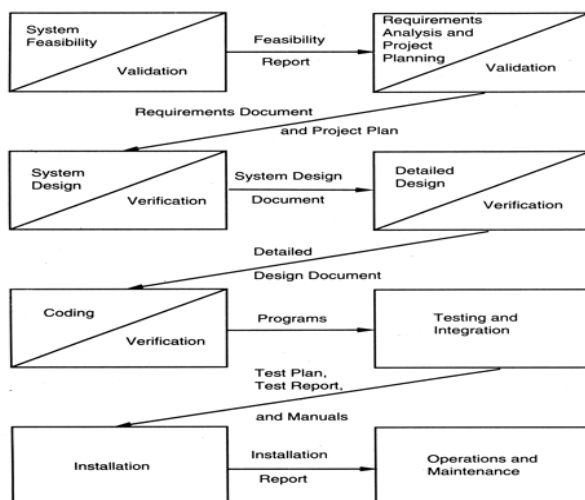 System
Feasibility
Validation
Feasibility
Report
Requirements
Analysis and
Project
Planning
Validation
Requirements Document
and Project Plan
System
Design
Verification
System Design
Document
Detailed
Design
Verification
Detailed
Design Document
Coding
Verification
Programs
Testing and
Integration
Test Plan,
Test Report,
and Manuals
Installation
Installation
Report
Operations and
Maintenance